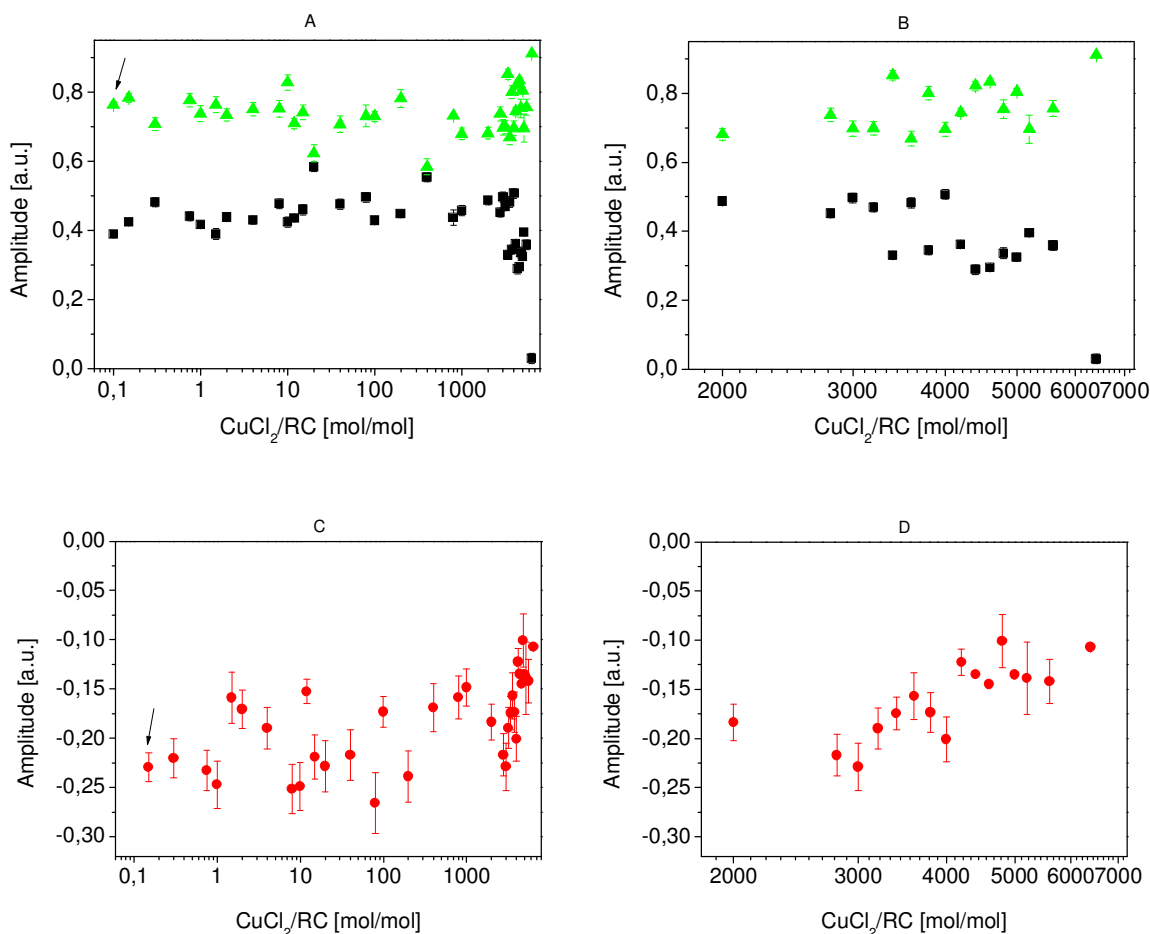 A
Amplitude [a.u.]
0,8
0,6
0,4
0,2
0,0
0,1 1 10 100 1000
CuCl₂/RC [mol/mol]
B
Amplitude [a.u.]
0,8
0,6
0,4
0,2
0,0
2000 3000 4000 5000 6000 7000
CuCl₂/RC [mol/mol]
C
Amplitude [a.u.]
0,00
-0,05
-0,10
-0,15
-0,20
-0,25
-0,30
0,1 1 10 100 1000
CuCl₂/RC [mol/mol]
D
Amplitude [a.u.]
0,00
-0,05
-0,10
-0,15
-0,20
-0,25
-0,30
2000 3000 4000 5000 6000 7000
CuCl₂/RC [mol/mol]